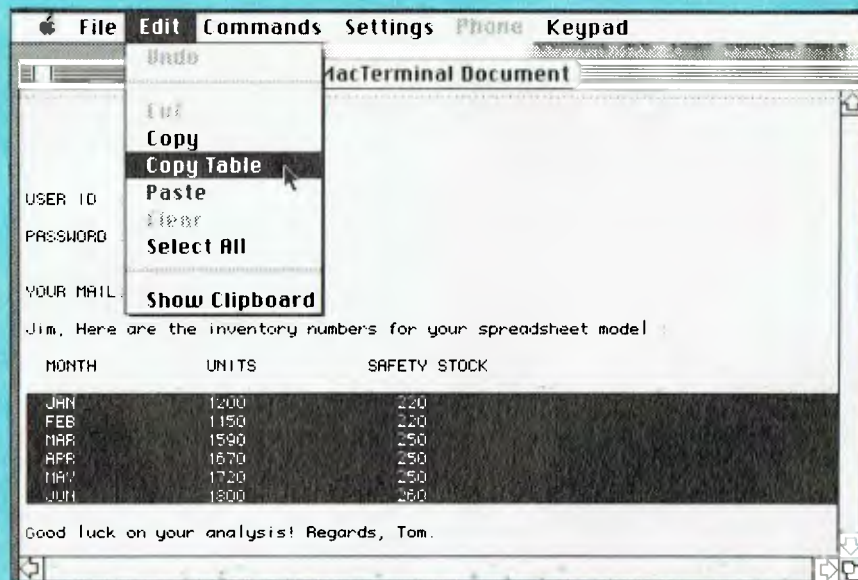 File Edit Commands Settings Phone Keypad
Undo
MacTerminal Document
Cut
Copy
Copy Table
Paste
Clear
Select All
Show Clipboard
USER ID
PASSWORD
YOUR MAIL
Jim, Here are the inventory numbers for your spreadsheet model :
MONTH UNITS SAFETY STOCK
JAN 1200 220
FEB 1150 220
MAR 1590 250
APR 1670 250
MAY 1720 250
JUN 1800 260
Good luck on your analysis! Regards, Tom.